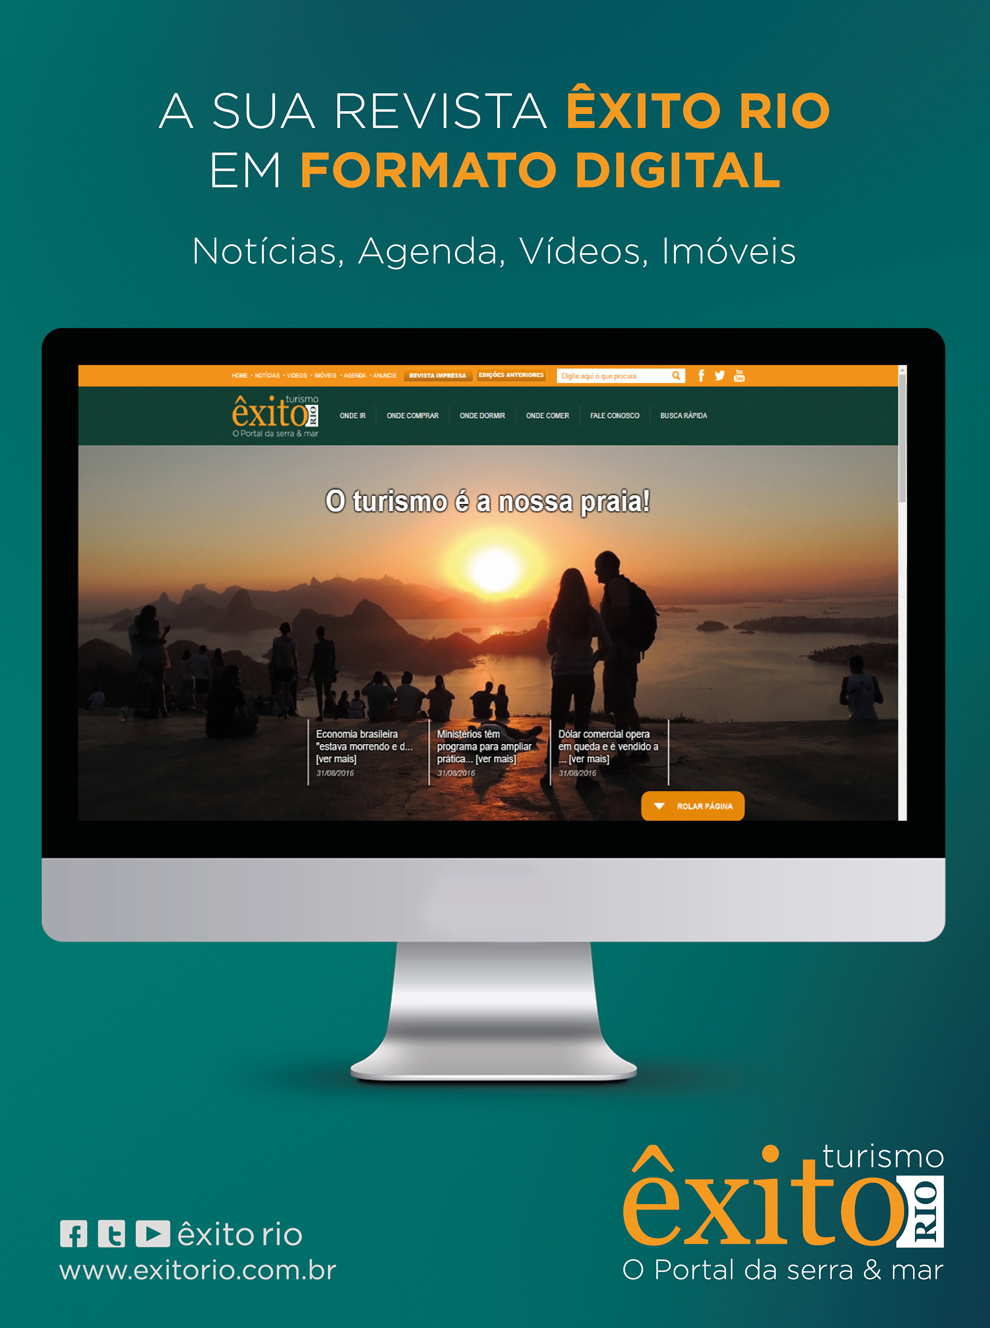 A SUA REVISTA ÊXITO RIO
EM FORMATO DIGITAL
Notícias, Agenda, Vídeos, Imóveis
HOME • NOTÍCIAS • VIDEOS • IMÓVEIS • AGENDA • ANUNCIE REVISTA IMPRESSA EDIÇÕES ANTERIORES Digite aqui o que procura You Tube
turismo
êxito RIO
O Portal da serra & mar
ONDE IR ONDE COMPRAR ONDE DORMIR ONDE COMER FALE CONOSCO BUSCA RÁPIDA
O turismo é a nossa praia!
Economia brasileira
"estava morrendo e d...
[ver mais]
31/08/2016
Ministérios têm
programa para ampliar
prática... [ver mais]
31/08/2016
Dólar comercial opera
em queda e é vendido a
... [ver mais]
31/08/2016
ROLAR PÁGINA
turismo
êxito RIO
O Portal da serra & mar
êxito rio
www.exitorio.com.br